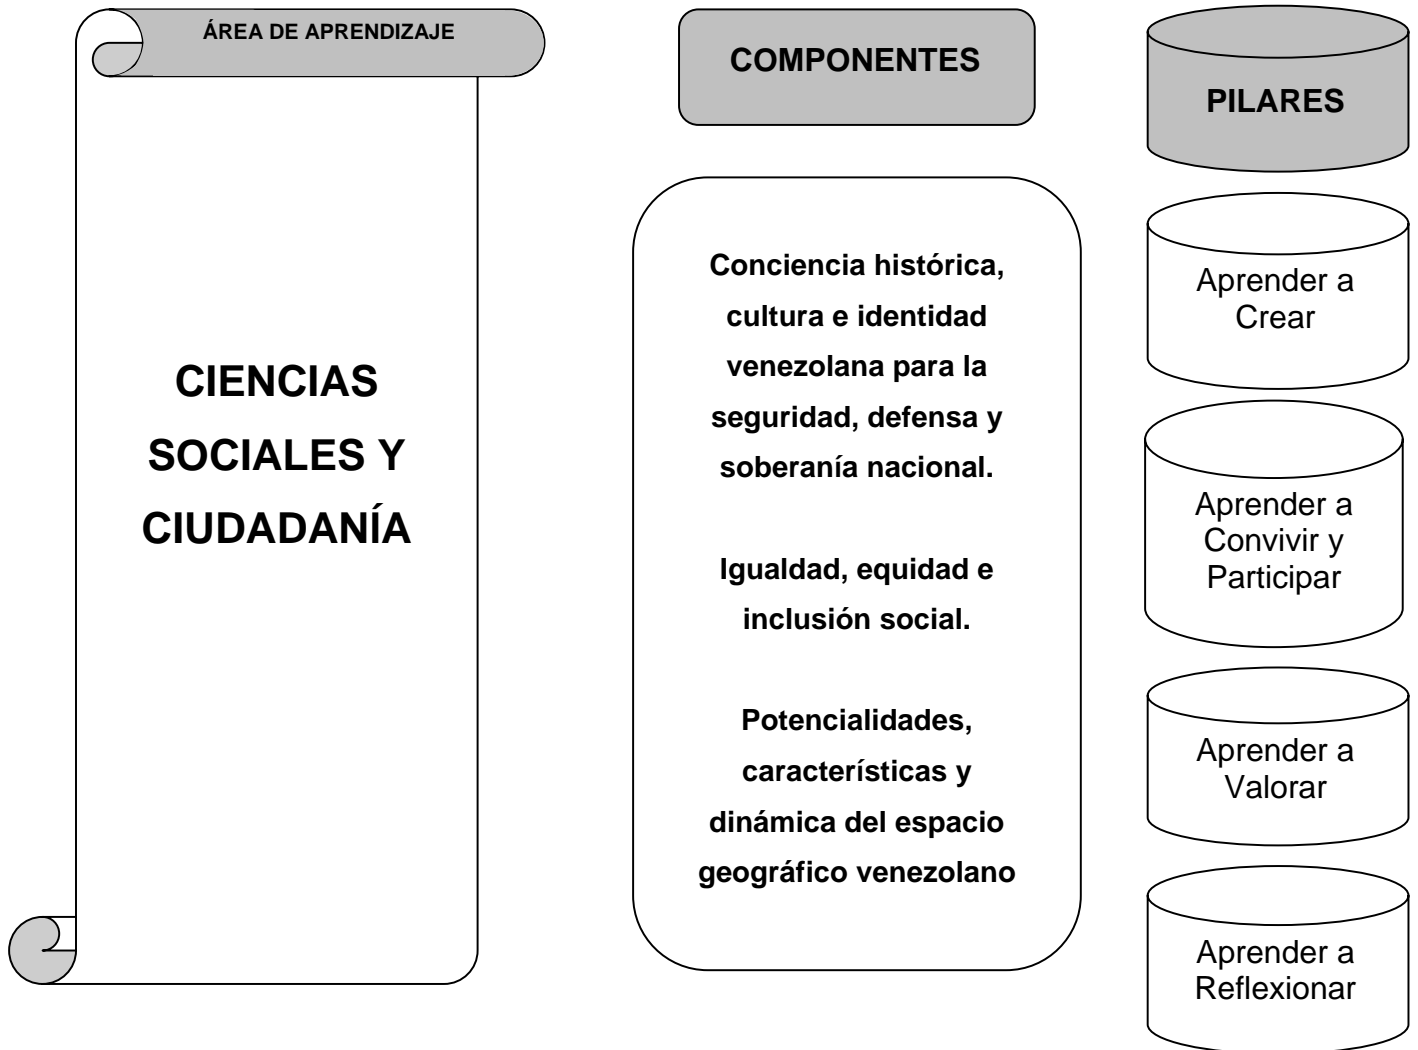 ÁREA DE APRENDIZAJE
CIENCIAS
SOCIALES Y
CIUDADANÍA
COMPONENTES
Conciencia histórica,
cultura e identidad
venezolana para la
seguridad, defensa y
soberanía nacional.
Igualdad, equidad e
inclusión social.
Potencialidades,
características y
dinámica del espacio
geográfico venezolano
PILARES
Aprender a
Crear
Aprender a
Convivir y
Participar
Aprender a
Valorar
Aprender a
Reflexionar